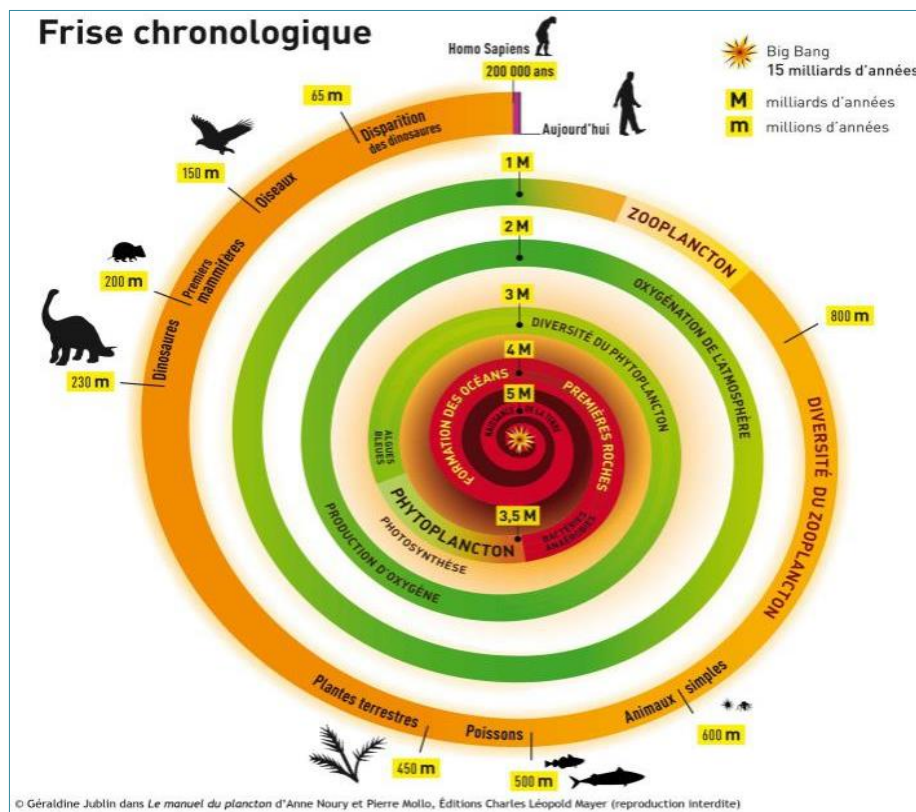 Frise chronologique
Homo Sapiens
200 000 ans
Aujourd'hui
Big Bang
15 milliards d'années
M milliards d'années
m millions d'années
65 m
Disparition
des dinosaures
150 m
Oiseaux
200 m
Premiers
mammifères
230 m
Dinosaures
1 M
ZOOPLANCTON
2 M
OXYGÉNATION DE L'ATMOSPHÈRE
3 M
DIVERSITÉ DU PHYTOPLANCTON
800 m
4 M
FORMATION DES OCÉANS
PREMIÈRES ROCHES
5 M
NAISSANCE DE LA TERRE
ALGUES
BLEUES
DIVERSITÉ DU ZOOPLANCTON
3,5 M
PHYTOPLANCTON
BACTÉRIES
ANAÉROBIES
PHOTOSYNTHÈSE
PRODUCTION D'OXYGÈNE
Animaux simples
600 m
Plantes terrestres
Poissons
450 m
500 m
© Géraldine Jublin dans Le manuel du plancton d'Anne Noury et Pierre Mollo, Éditions Charles Léopold Mayer (reproduction interdite)